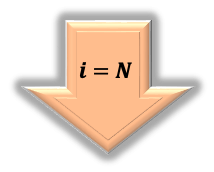 i = N